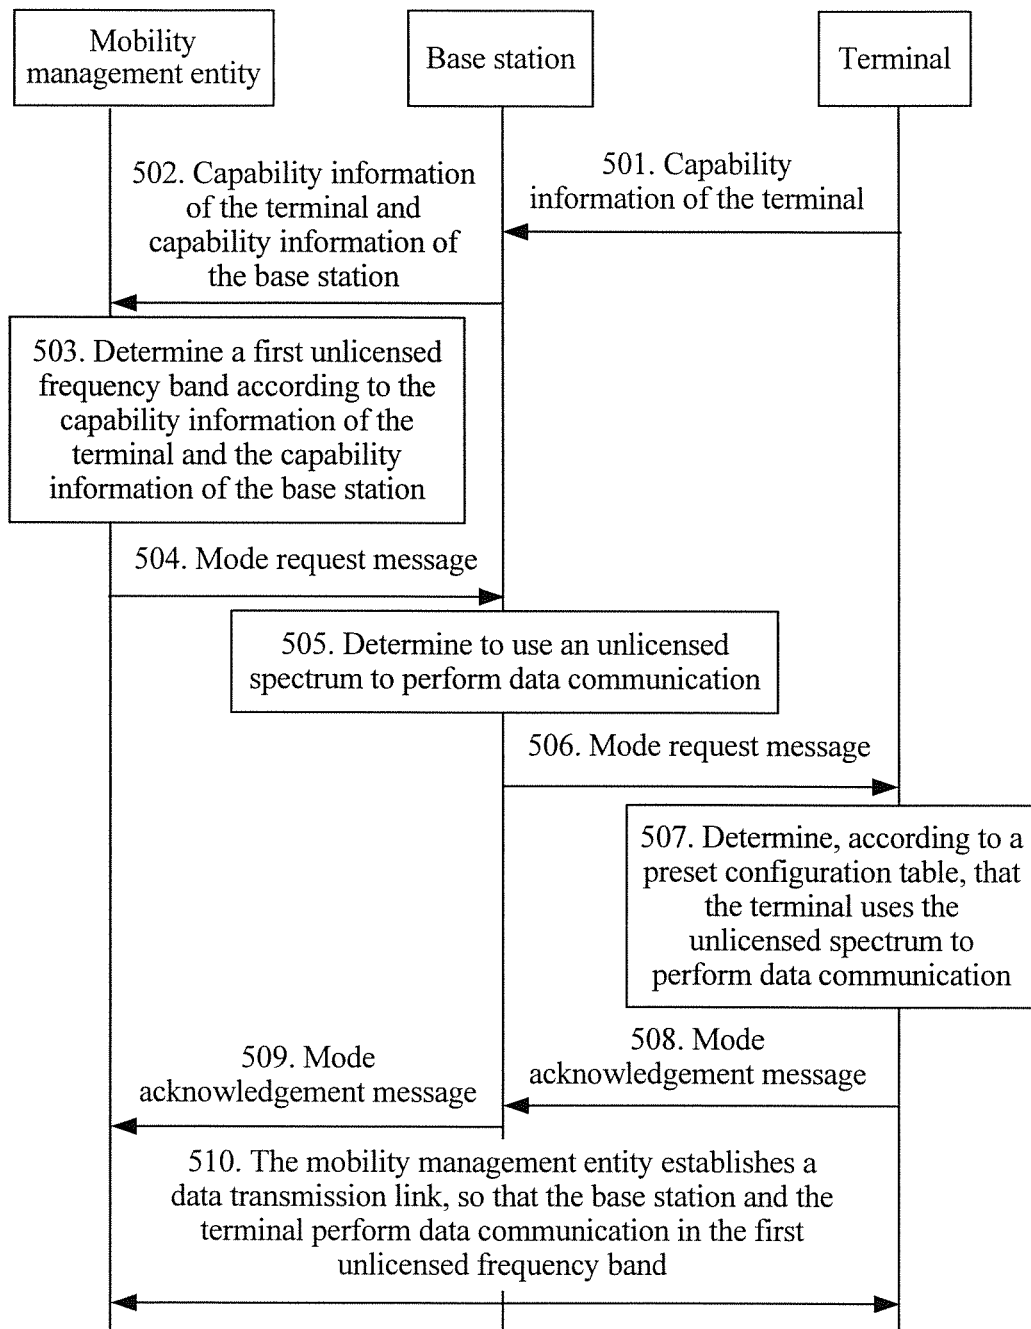 Mobility
management entity
Base station
Terminal
501. Capability
information of the terminal
502. Capability information
of the terminal and
capability information of
the base station
503. Determine a first unlicensed
frequency band according to the
capability information of the
terminal and the capability
information of the base station
504. Mode request message
505. Determine to use an unlicensed
spectrum to perform data communication
506. Mode request message
507. Determine, according to a
preset configuration table, that
the terminal uses the
unlicensed spectrum to
perform data communication
508. Mode
acknowledgement message
509. Mode
acknowledgement message
510. The mobility management entity establishes a
data transmission link, so that the base station and the
terminal perform data communication in the first
unlicensed frequency band